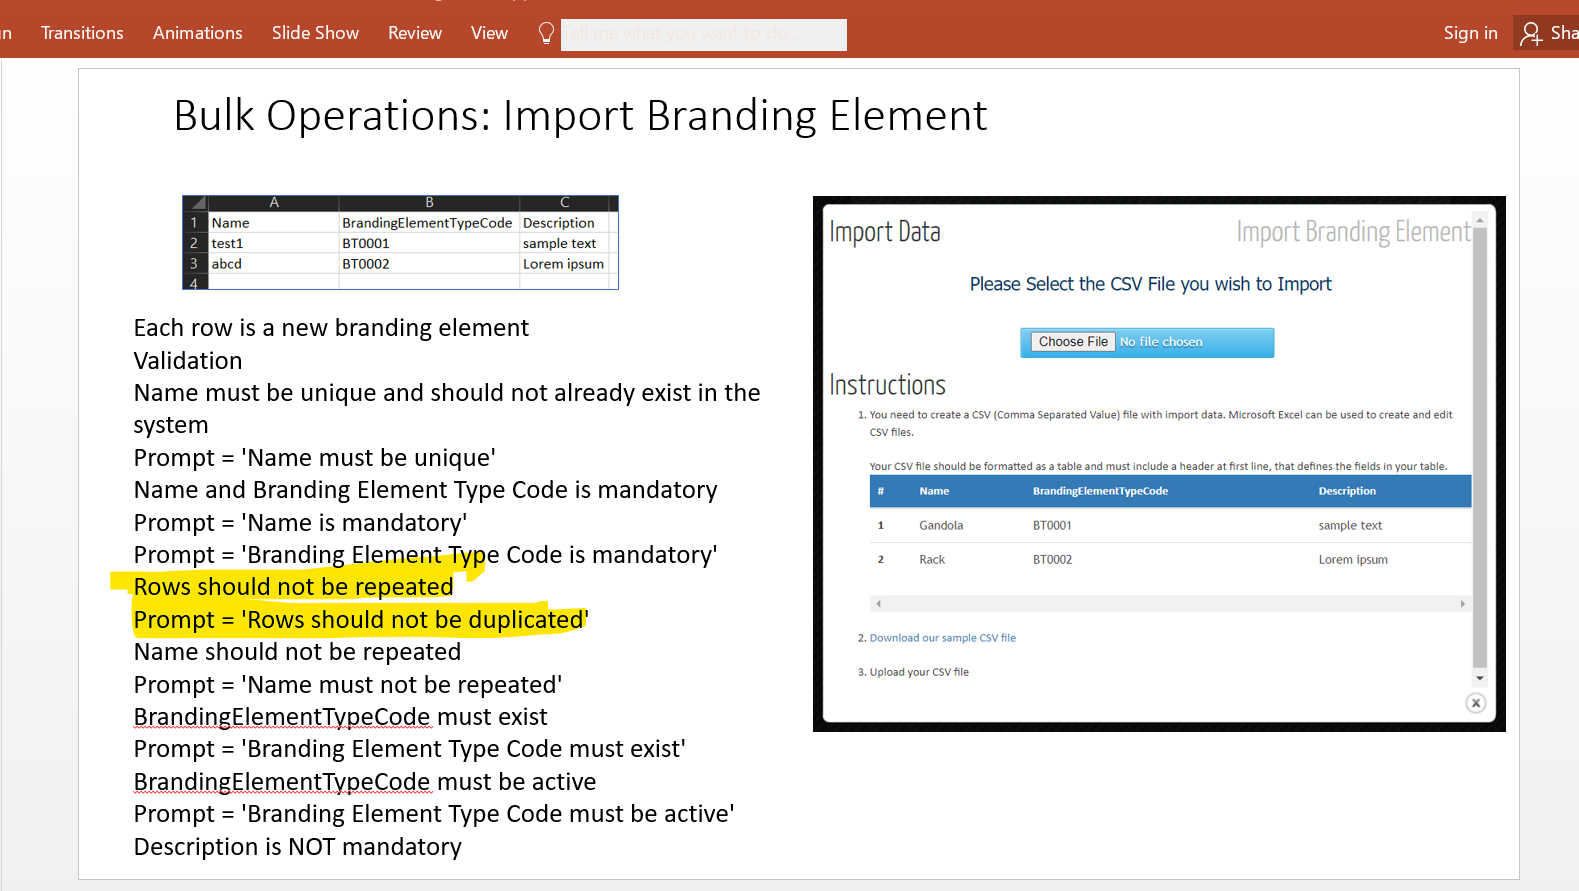 Transitions Animations Slide Show Review View Tell me what you want to do... Sign in
Bulk Operations: Import Branding Element
A B C
1 Name BrandingElementTypeCode Description
2 test1 BT0001 sample text
3 abcd BT0002 Lorem ipsum
4
Each row is a new branding element
Validation
Name must be unique and should not already exist in the
system
Prompt = 'Name must be unique'
Name and Branding Element Type Code is mandatory
Prompt = 'Name is mandatory'
Prompt = 'Branding Element Type Code is mandatory'
Rows should not be repeated
Prompt = 'Rows should not be duplicated'
Name should not be repeated
Prompt = 'Name must not be repeated'
BrandingElementTypeCode must exist
Prompt = 'Branding Element Type Code must exist'
BrandingElementTypeCode must be active
Prompt = 'Branding Element Type Code must be active'
Description is NOT mandatory
Import Data Import Branding Element
Please Select the CSV File you wish to Import
Choose File No file chosen
Instructions
1. You need to create a CSV (Comma Separated Value) file with import data. Microsoft Excel can be used to create and edit
CSV files.
Your CSV file should be formatted as a table and must include a header at first line, that defines the fields in your table.
# Name BrandingElementTypeCode Description
1 Gandola BT0001 sample text
2 Rack BT0002 Lorem ipsum
2. Download our sample CSV file
3. Upload your CSV file